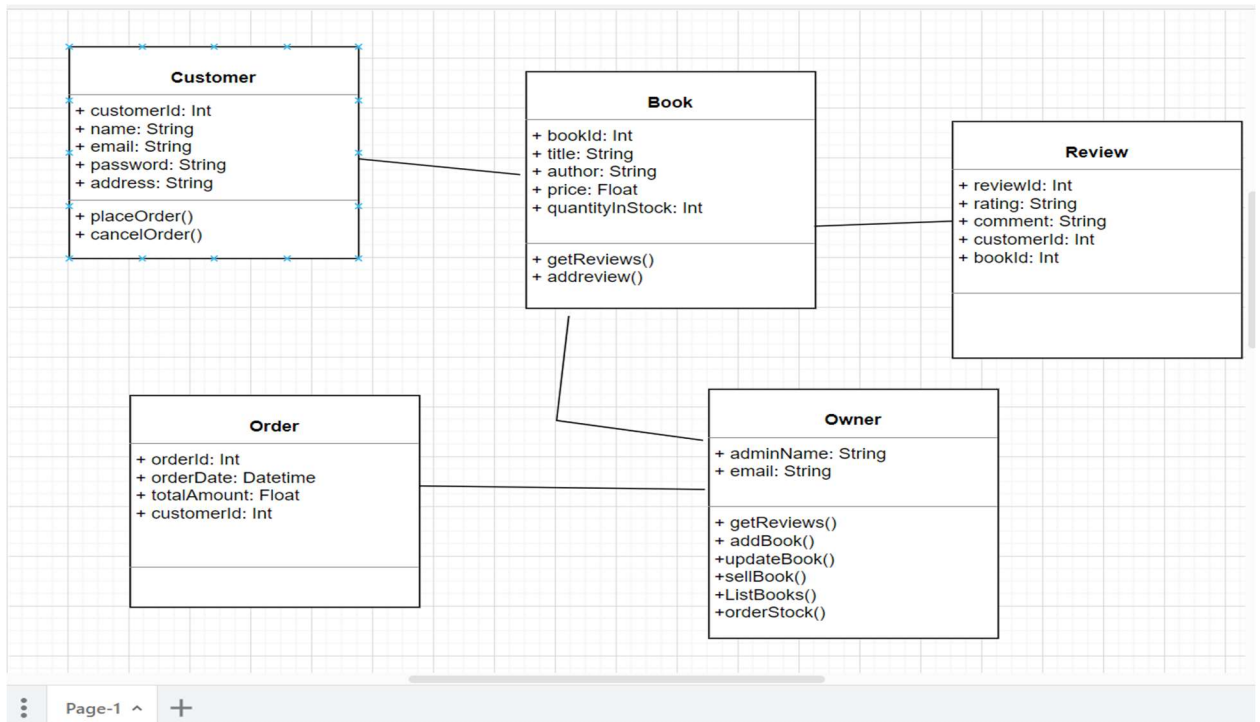 Customer
+ customerId: Int
+ name: String
+ email: String
+ password: String
+ address: String
+ placeOrder()
+ cancelOrder()
Book
+ bookId: Int
+ title: String
+ author: String
+ price: Float
+ quantityInStock: Int
+ getReviews()
+ addreview()
Review
+ reviewId: Int
+ rating: String
+ comment: String
+ customerId: Int
+ bookId: Int
Order
+ orderId: Int
+ orderDate: Datetime
+ totalAmount: Float
+ customerId: Int
Owner
+ adminName: String
+ email: String
+ getReviews()
+ addBook()
+updateBook()
+sellBook()
+ListBooks()
+orderStock()
Page-1